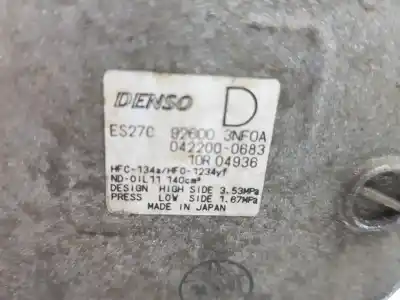 DENSO D
ES27C 92600 3NF0A
042200-0683
10R 04936
HFC-134a/HFO-1234yf
ND-OIL11 140cm³
DESIGN HIGH SIDE 3.53MPa
PRESS LOW SIDE 1.67MPa
MADE IN JAPAN